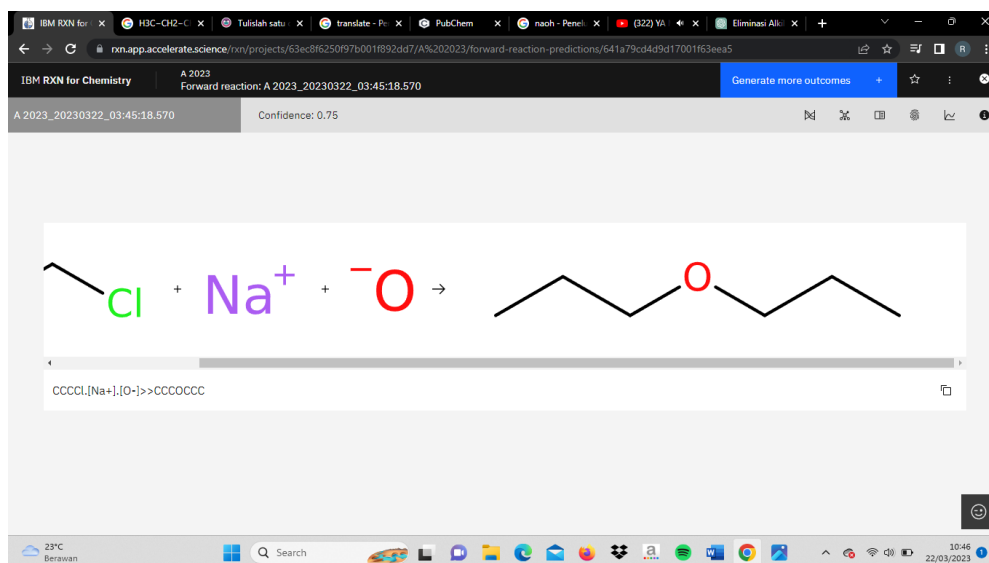 IBM RXN for
H3C-CH2-C
Tulislah satu
translate - Pe
PubChem
naoh - Penelu
(322) YA
Eliminasi Alko
rxn.app.accelerate.science/rxn/projects/63ec8f6250f97b001f892dd7/A%202023/forward-reaction-predictions/641a79cd4d9d17001f63eea5
R
IBM RXN for Chemistry
A 2023
Forward reaction: A 2023_20230322_03:45:18.570
Generate more outcomes +
A 2023_20230322_03:45:18.570
Confidence: 0.75
Cl + Na+ + −O → O
CCCCl.[Na+].[O-]>>CCCOCCC
23°C
Berawan
Search
10:46
22/03/2023
1